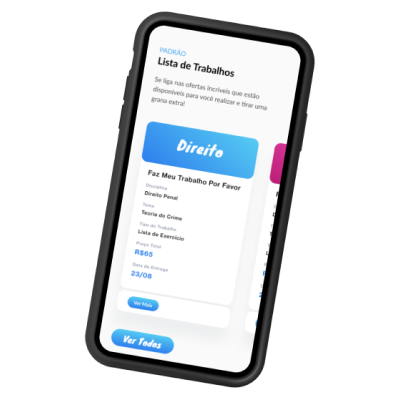 PADRÃO
Lista de Trabalhos
Se liga nas ofertas incríveis que estão
disponíveis para você realizar e tirar uma
grana extra!
Direito
Faz Meu Trabalho Por Favor
Disciplina
Direito Penal
Tema
Teoria do Crime
Tipo de Trabalho
Lista de Exercício
Preço Total
R$65
Data de Entrega
23/08
Ver Mais
Ver Todos